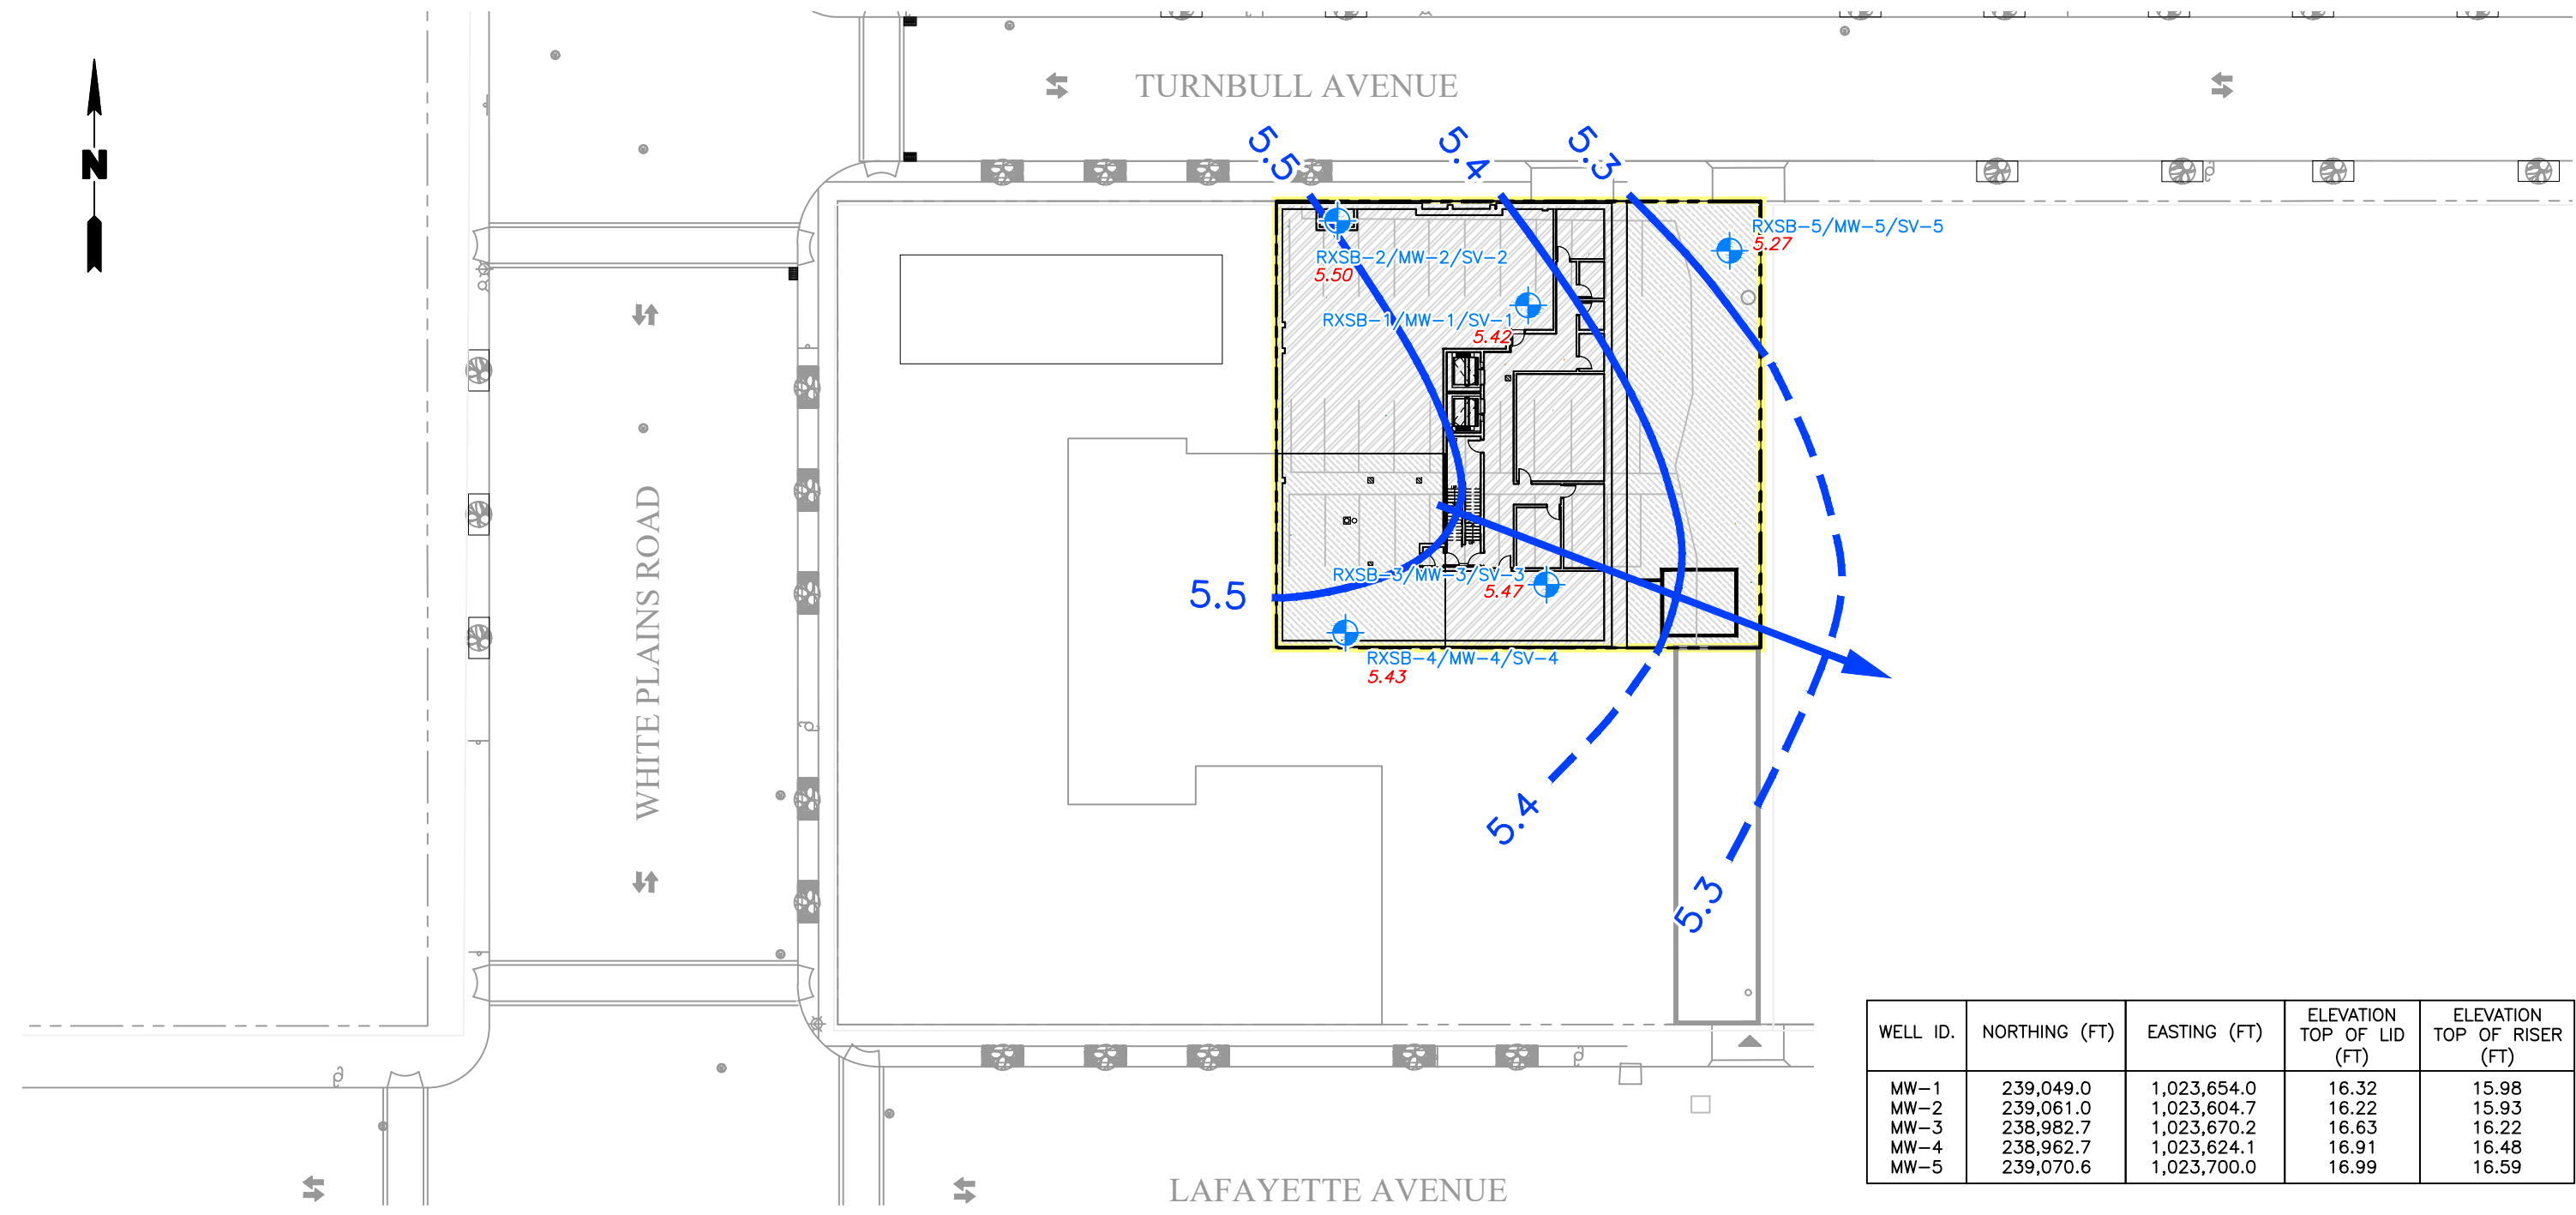 TURNBULL AVENUE
N
5.5
5.4
5.3
RXSB-5/MW-5/SV-5
5.27
RXSB-2/MW-2/SV-2
5.50
RXSB-1/MW-1/SV-1
5.42
WHITE PLAINS ROAD
RXSB-3/MW-3/SV-3
5.47
5.5
RXSB-4/MW-4/SV-4
5.43
5.4
5.3
WELL ID. NORTHING (FT) EASTING (FT) ELEVATION TOP OF LID (FT) ELEVATION TOP OF RISER (FT)
MW-1 239,049.0 1,023,654.0 16.32 15.98
MW-2 239,061.0 1,023,604.7 16.22 15.93
MW-3 238,982.7 1,023,670.2 16.63 16.22
MW-4 238,962.7 1,023,624.1 16.91 16.48
MW-5 239,070.6 1,023,700.0 16.99 16.59
LAFAYETTE AVENUE